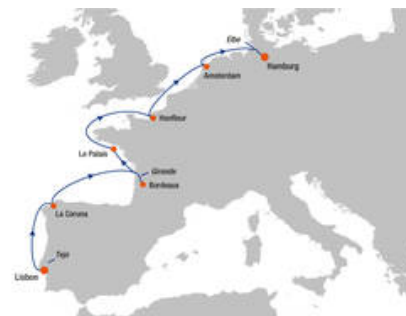 Elbe
Hamburg
Amsterdam
Honfleur
Le Palais
Gironde
Bordeaux
La Coruna
Tejo
Lisbon